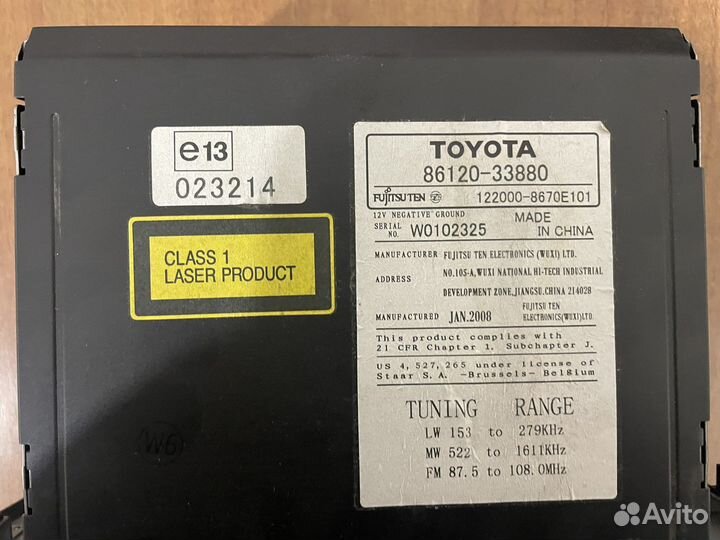 e13
023214
CLASS 1
LASER PRODUCT
TOYOTA
86120-33880
FUJITSU TEN 122000-8670E101
12V NEGATIVE GROUND MADE
SERIAL NO. W0102325 IN CHINA
MANUFACTURER FUJITSU TEN ELECTRONICS (WUXI) LTD.
ADDRESS NO.105-A, WUXI NATIONAL HI-TECH INDUSTRIAL
DEVELOPMENT ZONE, JIANGSU, CHINA 214028
MANUFACTURED JAN.2008 FUJITSU TEN
ELECTRONICS(WUXI)LTD.
This product complies with
21 CFR Chapter 1. Subchapter J.
US 4, 527, 265 under license of
Staar S. A. -Brussels- Belgium
TUNING RANGE
LW 153 to 279KHz
MW 522 to 1611KHz
FM 87.5 to 108.0MHz
W6
Avito